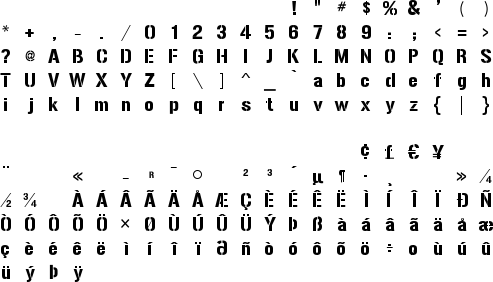 ! " # $ % & ' ( )
* + , - . / 0 1 2 3 4 5 6 7 8 9 : ; < = >
? @ A B C D E F G H I J K L M N O P Q R S
T U V W X Y Z [ \ ] ^ _ ` a b c d e f g h
i j k l m n o p q r s t u v w x y z { | }
¢ £ € ¥
¨ « – R ¯ ○ 2 3 ´ µ ¶ · ¸ » ¼
½ ¾ À Á Â Ã Ä Å Æ Ç È É Ê Ë Ì Í Î Ï Ð Ñ
Ò Ó Ô Õ Ö × Ø Ù Ú Û Ü Ý Þ ß à á â ã ä å æ
ç è é ê ë ì í î ï ð ñ ò ó ô õ ö ÷ ø ù ú û
ü ý þ ÿ